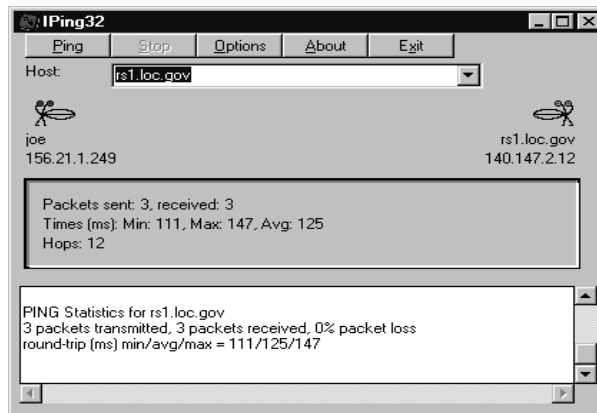 IPing32
Ping Stop Options About Exit
Host: rs1.loc.gov
joe rs1.loc.gov
156.21.1.249 140.147.2.12
Packets sent: 3, received: 3
Times (ms): Min: 111, Max: 147, Avg: 125
Hops: 12
PING Statistics for rs1.loc.gov
3 packets transmitted, 3 packets received, 0% packet loss
round-trip (ms) min/avg/max = 111/125/147